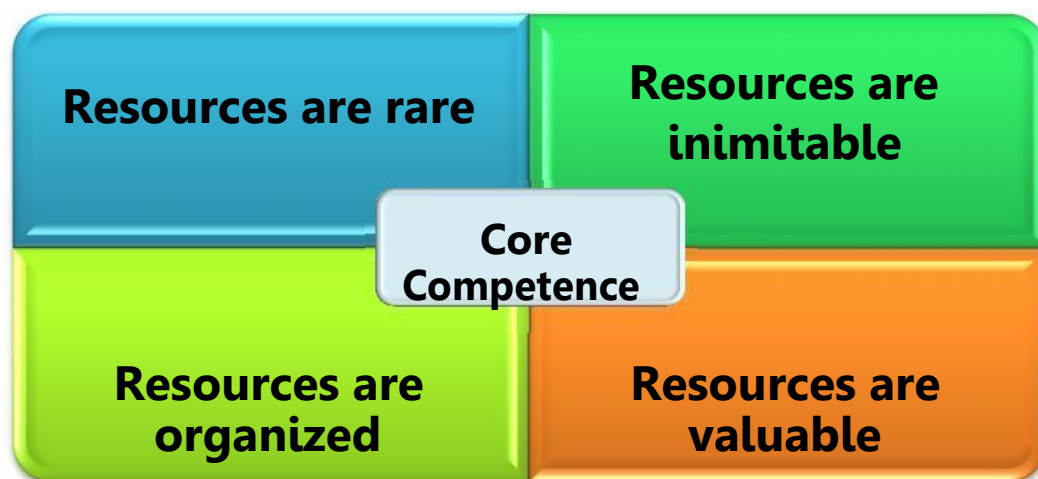 Resources are rare
Resources are
inimitable
Core
Competence
Resources are
organized
Resources are
valuable